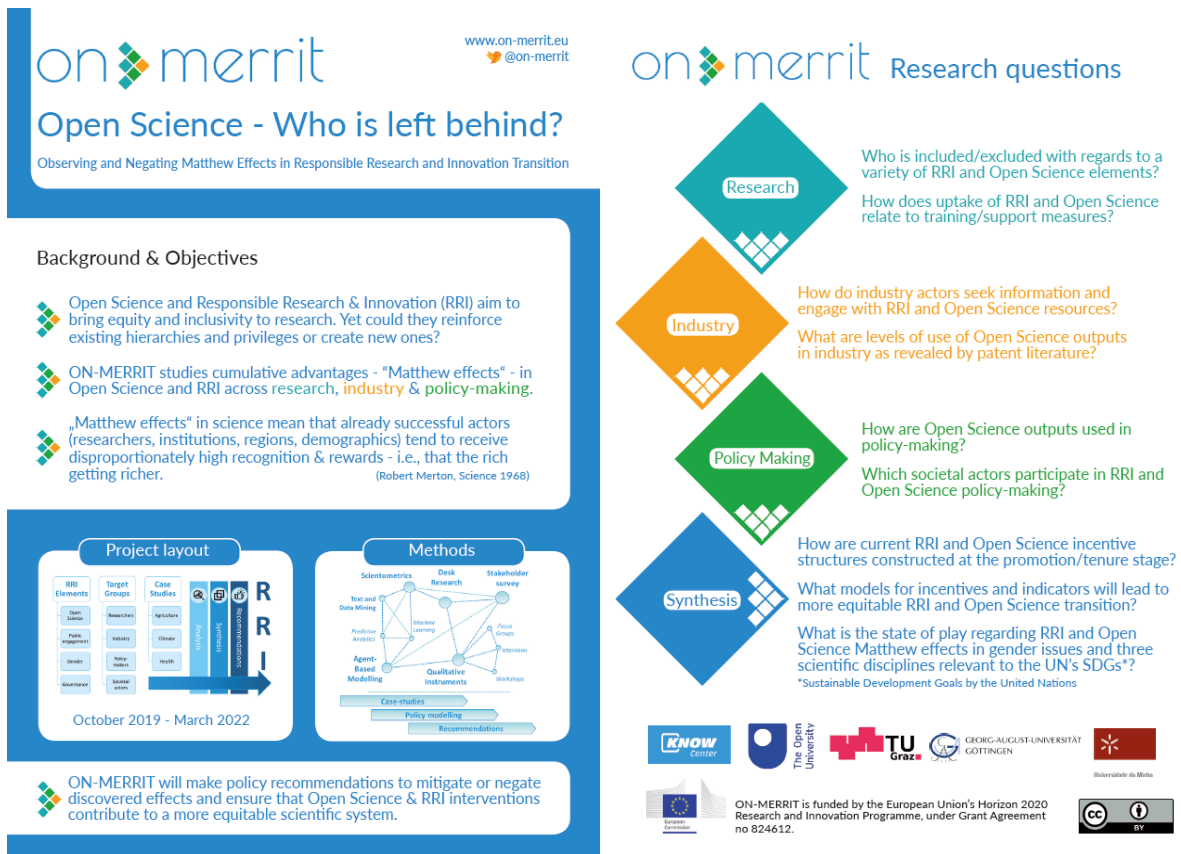 on merrit
www.on-merrit.eu
@on-merrit
Open Science - Who is left behind?
Observing and Negating Matthew Effects in Responsible Research and Innovation Transition
Background & Objectives
Open Science and Responsible Research & Innovation (RRI) aim to
bring equity and inclusivity to research. Yet could they reinforce
existing hierarchies and privileges or create new ones?
ON-MERRIT studies cumulative advantages - “Matthew effects“ - in
Open Science and RRI across research, industry & policy-making.
„Matthew effects“ in science mean that already successful actors
(researchers, institutions, regions, demographics) tend to receive
disproportionately high recognition & rewards - i.e., that the rich
getting richer.
(Robert Merton, Science 1968)
Project layout
RRI
Elements
Target
Groups
Case
Studies
Open
Science
Researchers
Agriculture
Public
engagement
Industry
Climate
Gender
Policy-
makers
Health
Governance
Societal
actors
Analysis
Synthesis
Recommendations
R
R
I
October 2019 - March 2022
Methods
Scientometrics
Desk
Research
Stakeholder
survey
Text and
Data Mining
Machine
Learning
Predictive
Analytics
Focus
Groups
Interviews
Agent-
Based
Modelling
Qualitative
Instruments
Workshops
Case-studies
Policy modelling
Recommendations
ON-MERRIT will make policy recommendations to mitigate or negate
discovered effects and ensure that Open Science & RRI interventions
contribute to a more equitable scientific system.
on merrit Research questions
Research
Who is included/excluded with regards to a
variety of RRI and Open Science elements?
How does uptake of RRI and Open Science
relate to training/support measures?
Industry
How do industry actors seek information and
engage with RRI and Open Science resources?
What are levels of use of Open Science outputs
in industry as revealed by patent literature?
Policy Making
How are Open Science outputs used in
policy-making?
Which societal actors participate in RRI and
Open Science policy-making?
Synthesis
How are current RRI and Open Science incentive
structures constructed at the promotion/tenure stage?
What models for incentives and indicators will lead to
more equitable RRI and Open Science transition?
What is the state of play regarding RRI and Open
Science Matthew effects in gender issues and three
scientific disciplines relevant to the UN's SDGs*?
*Sustainable Development Goals by the United Nations
KNOW
Center
The Open
University
TU
Graz
GEORG-AUGUST-UNIVERSITÄT
GÖTTINGEN
Universidade do Minho
European
Commission
ON-MERRIT is funded by the European Union's Horizon 2020
Research and Innovation Programme, under Grant Agreement
no 824612.
cc
BY